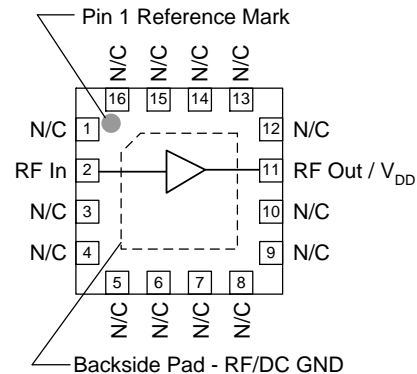 Pin 1 Reference Mark
N/C N/C N/C N/C
16 15 14 13
N/C 1 12 N/C
RF In 2 11 RF Out / VDD
N/C 3 10 N/C
N/C 4 9 N/C
5 6 7 8
N/C N/C N/C N/C
Backside Pad - RF/DC GND